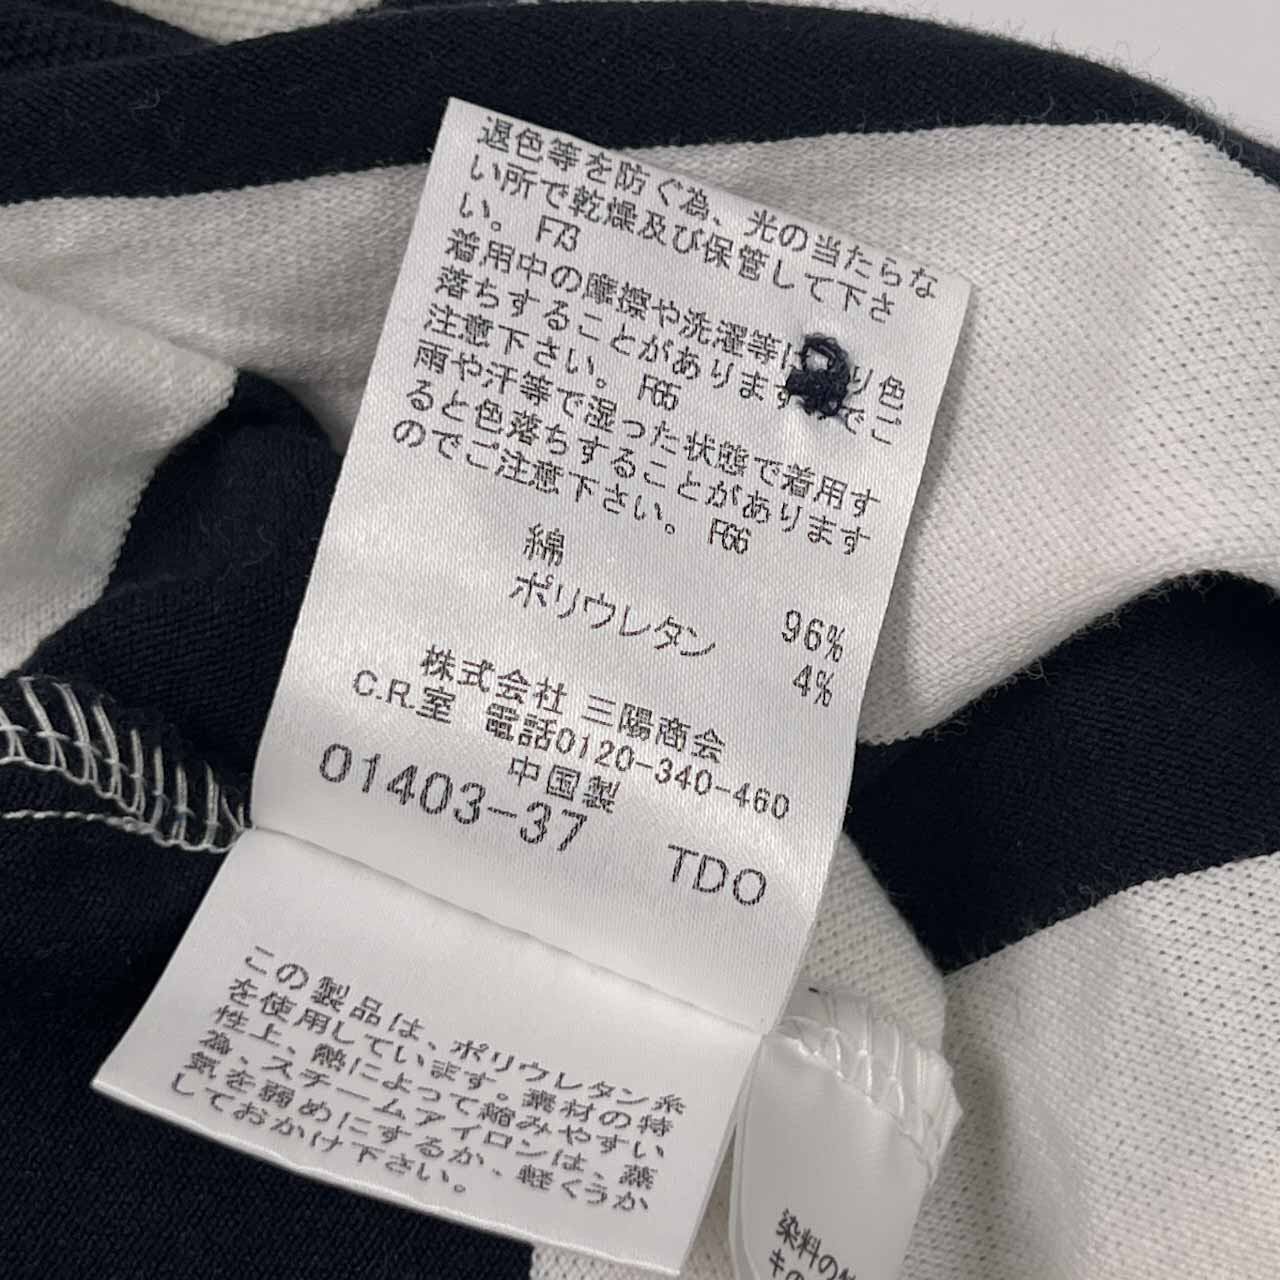 退色等を防ぐ為、光の当たらな
い所で乾燥及び保管して下さ
い。 F73
着用中の摩擦や洗濯等により色
落ちすることがありますのでご
注意下さい。 F65
雨や汗等で湿った状態で着用す
ると色落ちすることがあります
のでご注意下さい。 F66
綿 96%
ポリウレタン 4%
株式会社 三陽商会
C.R.室 電話0120-340-460
中国製
01403-37 TDO
この製品は、ポリウレタン糸
を使用しています。素材の特
性上、熱によって縮みやすい
為、スチームアイロンは、蒸
気を弱めにするか、軽くうか
しておかけ下さい。
染料の
キの